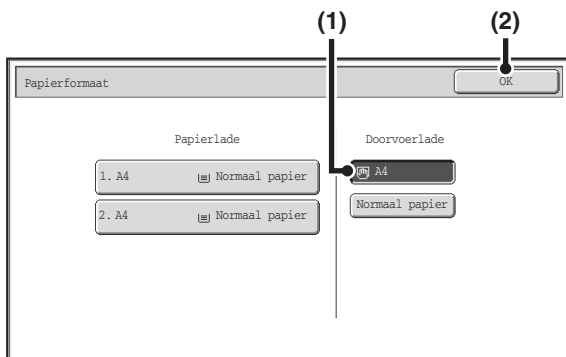 (1) (2)
Papierformaat OK
Papierlade Doorvoerlade
1. A4 Normaal papier A4
2. A4 Normaal papier Normaal papier